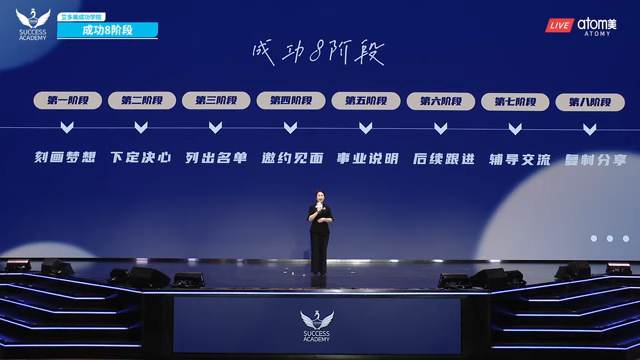 SUCCESS
ACADEMY
艾多美成功学院
成功8阶段
LIVE
atom美
ATOMY
成功8阶段
第一阶段 第二阶段 第三阶段 第四阶段 第五阶段 第六阶段 第七阶段 第八阶段
刻画梦想 下定决心 列出名单 邀约见面 事业说明 后续跟进 辅导交流 复制分享
SUCCESS
ACADEMY